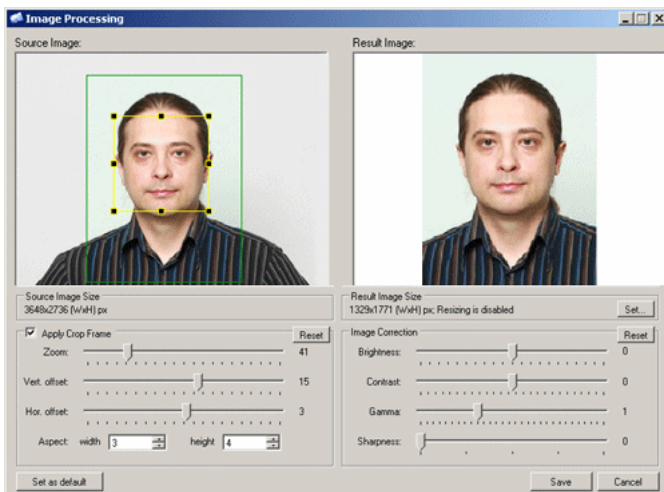 Image Processing
Source Image:
Result Image:
Source Image Size
3648x2736 (WxH) px
Result Image Size
1329x1771 (WxH) px; Resizing is disabled
Set...
Apply Crop Frame
Reset
Zoom: 41
Vert. offset: 15
Hor. offset: 3
Aspect: width 3 height 4
Image Correction
Reset
Brightness: 0
Contrast: 0
Gamma: 1
Sharpness: 0
Set as default
Save
Cancel